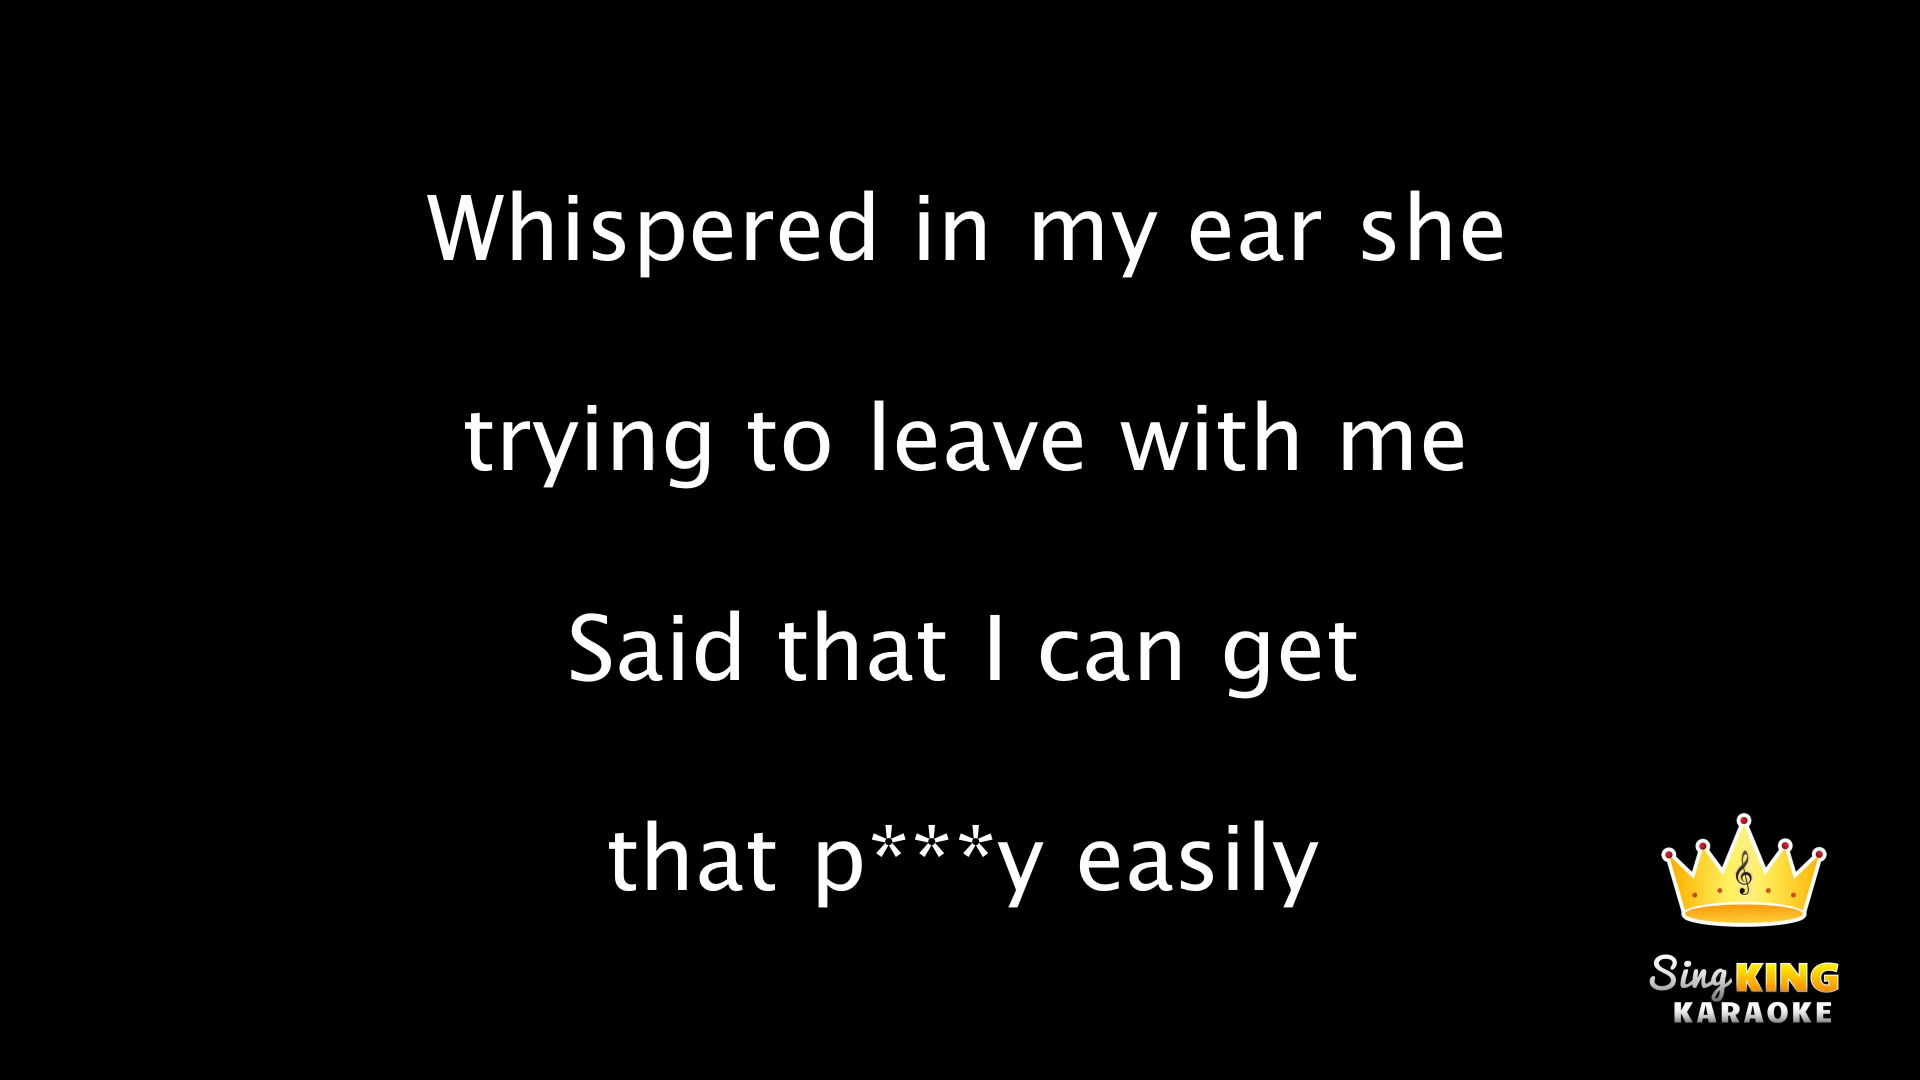 Whispered in my ear she
trying to leave with me
Said that I can get
that p***y easily
Sing KING
KARAOKE